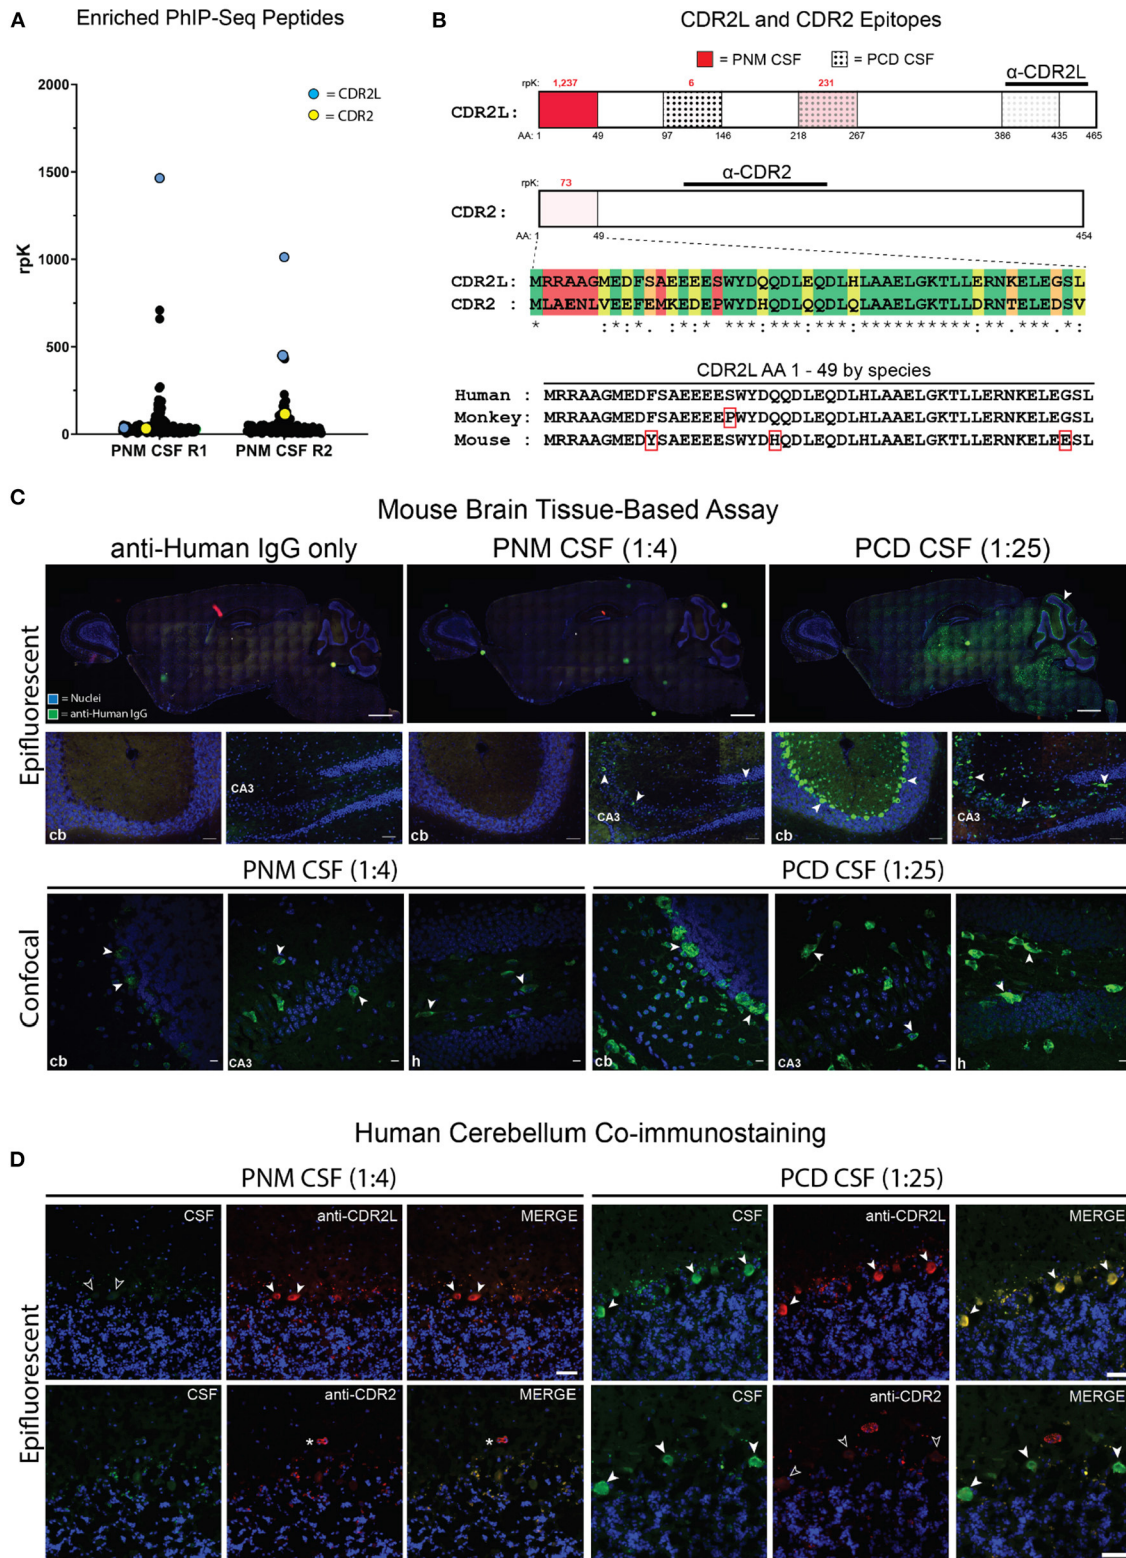 A
Enriched PhIP-Seq Peptides
2000
1500
1000
500
0
rpK
= CDR2L
= CDR2
PNM CSF R1
PNM CSF R2
B
CDR2L and CDR2 Epitopes
= PNM CSF
= PCD CSF
rpK: 1,237 6 231
α-CDR2L
CDR2L:
AA: 1 49 97 146 218 267 386 435 465
rpK: 73
α-CDR2
CDR2:
AA: 1 49 454
CDR2L: MRRAAGMEDFSAEEEESWYDQQDLEQDLHLAAELGKTLLERNKELEGSL
CDR2: MLAENLVEEFEMKEDEPWYDHQDLQQDLQLAAELGKTLLDRNTELEDSV
CDR2L AA 1 - 49 by species
Human : MRRAAGMEDFSAEEEESWYDQQDLEQDLHLAAELGKTLLERNKELEGSL
Monkey : MRRAAGMEDFSAEEEEPWYDQQDLEQDLHLAAELGKTLLERNKELEGSL
Mouse : MRRAAGMEDYSAEEEESWYDHQDLEQDLHLAAELGKTLLERNKELEESL
C
Mouse Brain Tissue-Based Assay
anti-Human IgG only
PNM CSF (1:4)
PCD CSF (1:25)
Epifluorescent
= Nuclei
= anti-Human IgG
cb
CA3
cb
CA3
cb
CA3
PNM CSF (1:4)
PCD CSF (1:25)
Confocal
cb
CA3
h
cb
CA3
h
Human Cerebellum Co-immunostaining
D
PNM CSF (1:4)
PCD CSF (1:25)
Epifluorescent
CSF
anti-CDR2L
MERGE
CSF
anti-CDR2L
MERGE
CSF
anti-CDR2
*
MERGE
*
CSF
anti-CDR2
MERGE